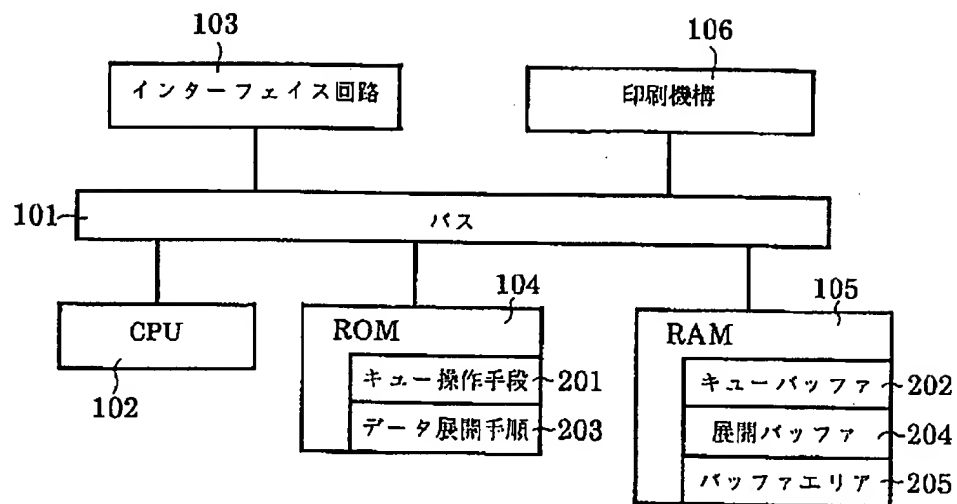 103
106
インターフェイス回路
印刷機構
101
バス
104
105
CPU
ROM
RAM
102
キュー操作手段
201
キューバッファ
202
データ展開手順
203
展開バッファ
204
バッファエリア
205